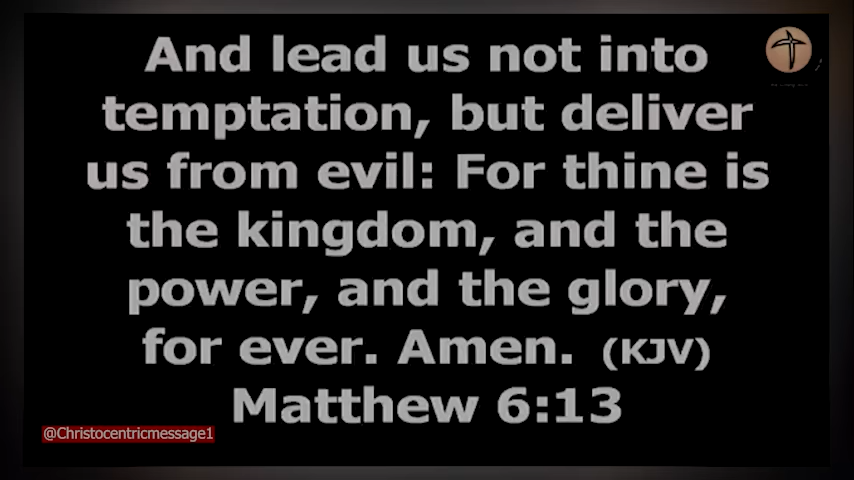 And lead us not into
temptation, but deliver
us from evil: For thine is
the kingdom, and the
power, and the glory,
for ever. Amen. (KJV)
Matthew 6:13
@Christocentricmessage1